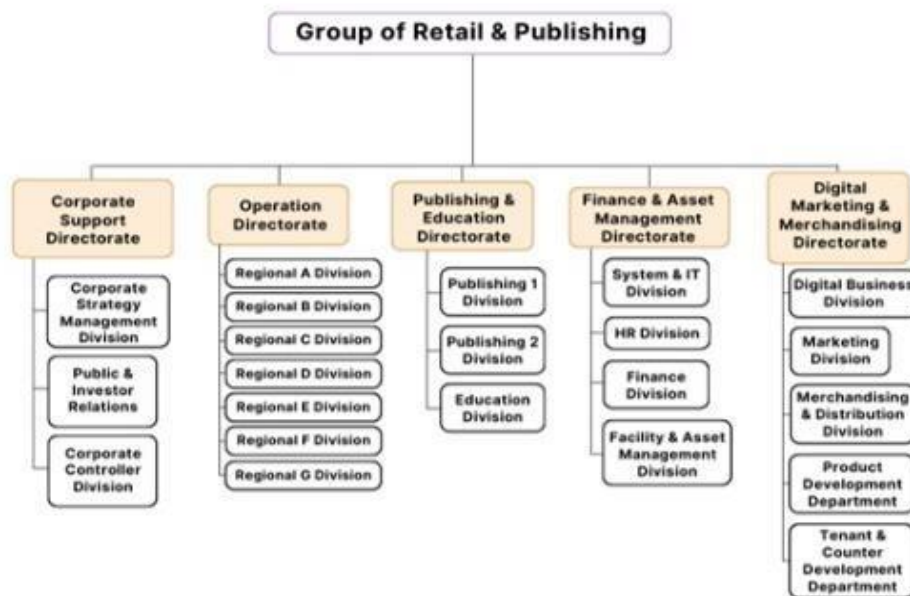 Group of Retail & Publishing
Corporate
Support
Directorate
Corporate
Strategy
Management
Division
Public &
Investor
Relations
Corporate
Controller
Division
Operation
Directorate
Regional A Division
Regional B Division
Regional C Division
Regional D Division
Regional E Division
Regional F Division
Regional G Division
Publishing &
Education
Directorate
Publishing 1
Division
Publishing 2
Division
Education
Division
Finance & Asset
Management
Directorate
System & IT
Division
HR Division
Finance
Division
Facility & Asset
Management
Division
Digital
Marketing &
Merchandising
Directorate
Digital Business
Division
Marketing
Division
Merchandising
& Distribution
Division
Product
Development
Department
Tenant &
Counter
Development
Department